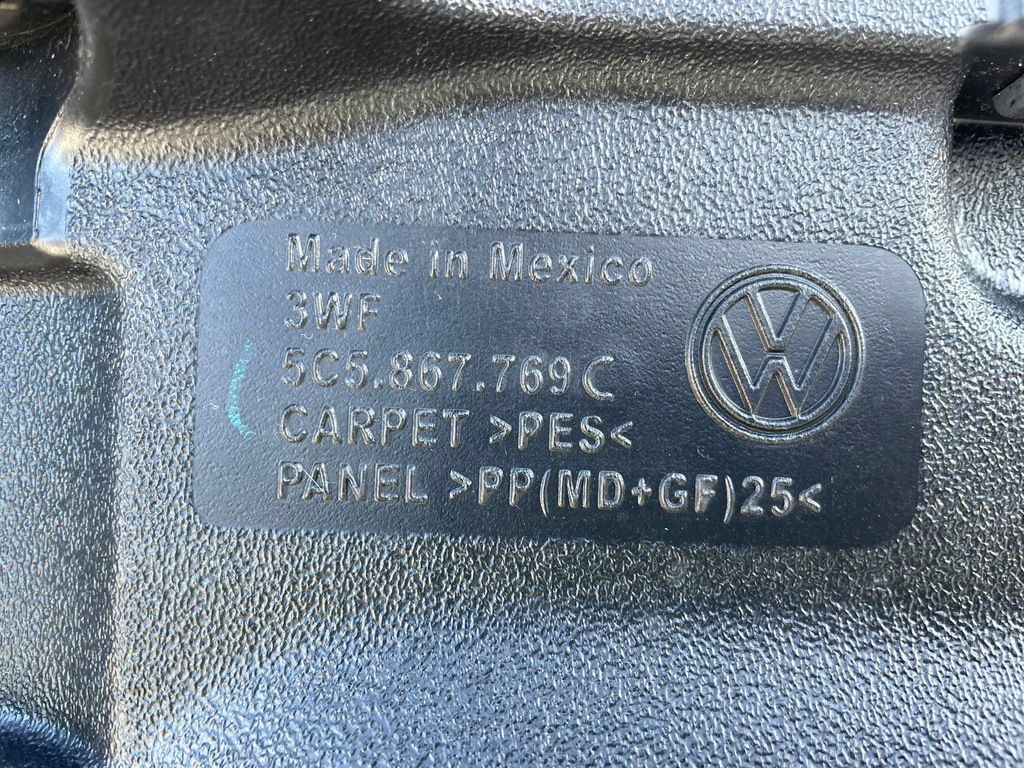 Made in Mexico
3WF
5C5.867.769C
CARPET >PES<
PANEL >PP(MD+GF)25<